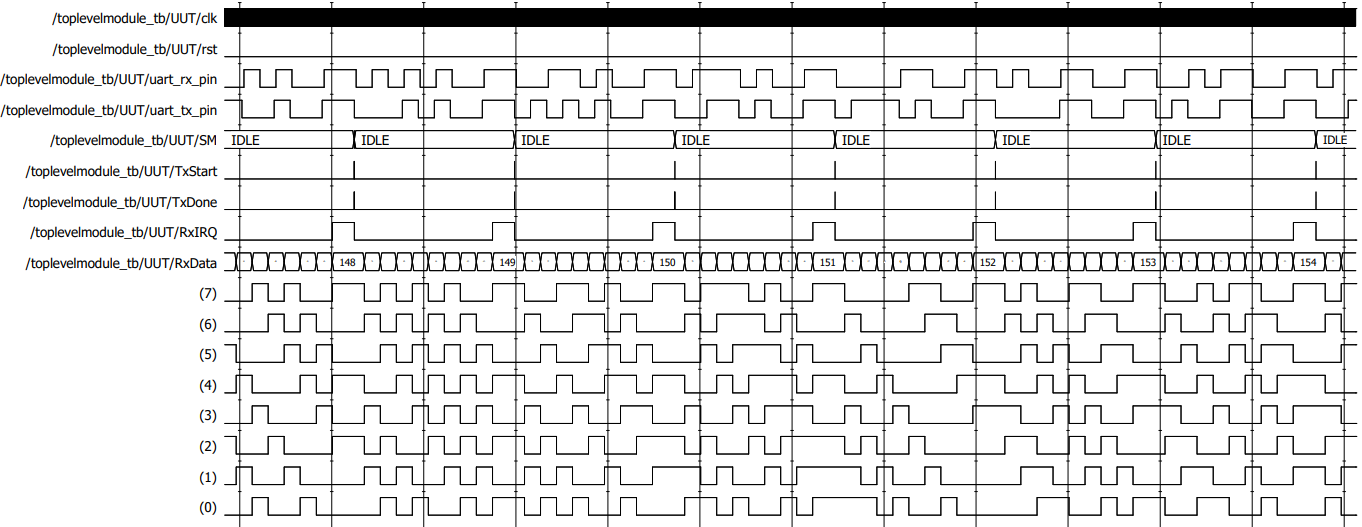 /toplevelmodule_tb/UUT/clk
/toplevelmodule_tb/UUT/rst
/toplevelmodule_tb/UUT/uart_rx_pin
/toplevelmodule_tb/UUT/uart_tx_pin
/toplevelmodule_tb/UUT/SM IDLE IDLE IDLE IDLE IDLE IDLE IDLE IDLE
/toplevelmodule_tb/UUT/TxStart
/toplevelmodule_tb/UUT/TxDone
/toplevelmodule_tb/UUT/RxIRQ
/toplevelmodule_tb/UUT/RxData 148 149 150 151 152 153 154
(7)
(6)
(5)
(4)
(3)
(2)
(1)
(0)